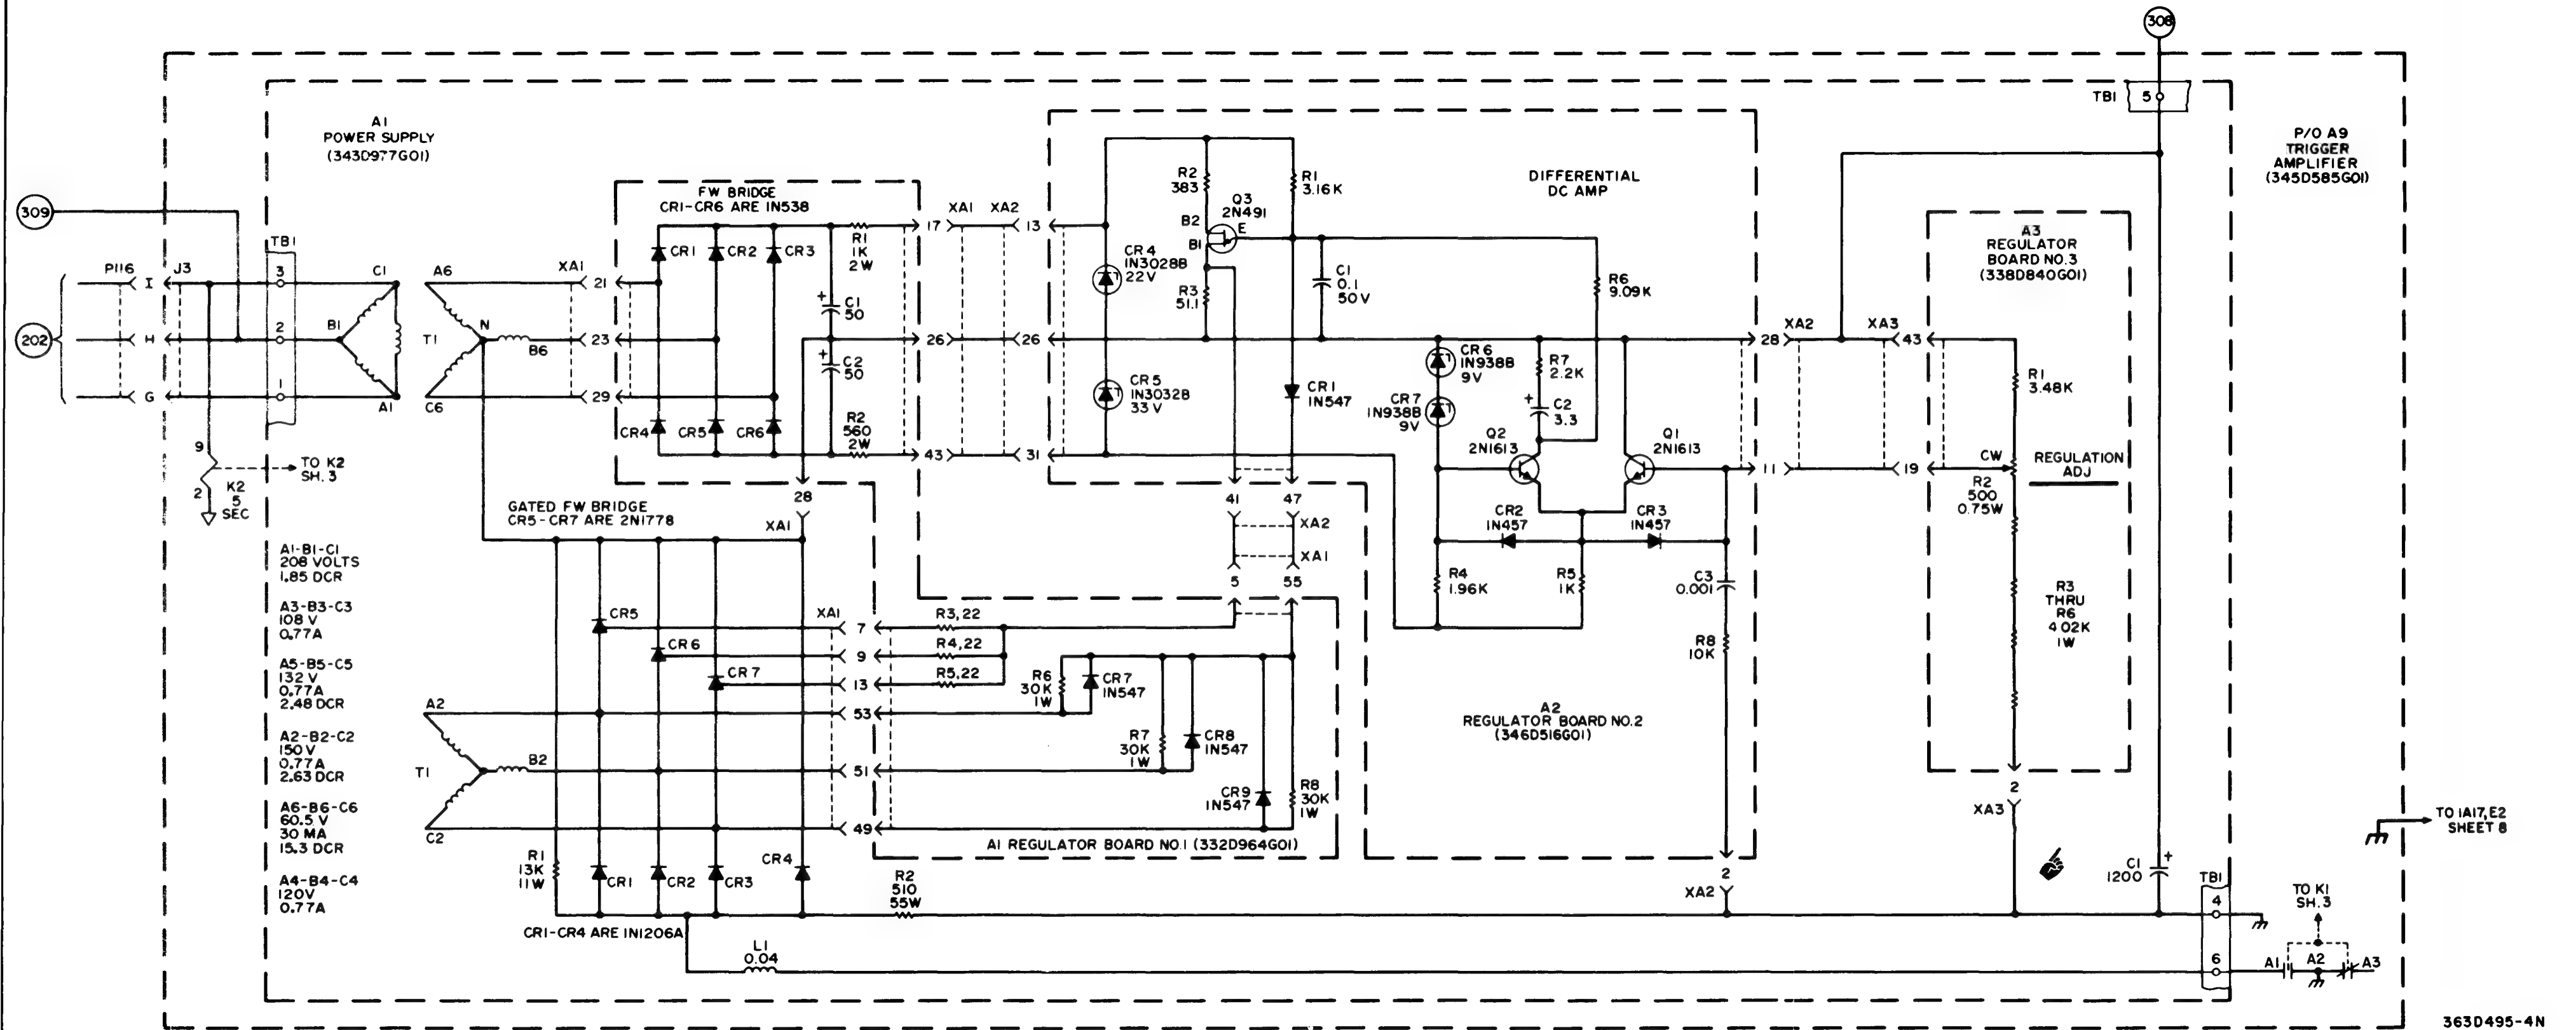 308
TB1
5
P/O A9
TRIGGER
AMPLIFIER
(345D585G01)
A1
POWER SUPPLY
(343D977G01)
309
202
P116
J3
I
H
G
TB1
3
2
1
C1
B1
A1
A6
N
T1
B6
C6
XA1
21
23
29
9
2
K2
5
SEC
TO K2
SH. 3
FW BRIDGE
CR1-CR6 ARE IN538
CR1
CR2
CR3
CR4
CR5
CR6
R1
1K
2W
+
C1
50
+
C2
50
R2
560
2W
17
26
43
XA1
XA2
13
26
31
28
XA1
DIFFERENTIAL
DC AMP
R2
383
R1
3.16K
Q3
2N491
B2
E
B1
CR4
IN3028B
22V
R3
51.1
C1
0.1
50V
R6
9.09K
CR5
IN3032B
33V
CR1
IN547
CR6
IN938B
9V
CR7
IN938B
9V
R7
2.2K
+
C2
3.3
Q2
2N1613
Q1
2N1613
CR2
IN457
CR3
IN457
R4
1.96K
R5
1K
C3
0.001
R8
10K
41
47
XA2
XA1
5
55
28
XA2
XA3
43
11
19
A3
REGULATOR
BOARD NO.3
(338D840G01)
R1
3.48K
CW
REGULATION
ADJ
R2
500
0.75W
R3
THRU
R6
4 02K
1W
2
XA3
A2
REGULATOR BOARD NO.2
(346D516G01)
2
XA2
GATED FW BRIDGE
CR5-CR7 ARE 2N1778
CR5
CR6
CR7
XA1
7
9
13
53
51
49
R3,22
R4,22
R5,22
R6
30K
1W
CR7
IN547
R7
30K
1W
CR8
IN547
CR9
IN547
R8
30K
1W
A1 REGULATOR BOARD NO.1 (332D964G01)
A1-B1-C1
208 VOLTS
1.85 DCR
A3-B3-C3
108 V
0.77A
A5-B5-C5
132 V
0.77A
2.48 DCR
A2-B2-C2
150V
0.77A
2.63 DCR
A6-B6-C6
60.5 V
30 MA
15.3 DCR
A4-B4-C4
120V
0.77A
A2
T1
B2
C2
R1
13K
11W
CR1
CR2
CR3
CR4
R2
510
55W
CR1-CR4 ARE IN1206A
L1
0.04
C1
1200
+
TB1
4
6
TO K1
SH.3
A1
A2
A3
TO 1A17,E2
SHEET 8
363D495-4N